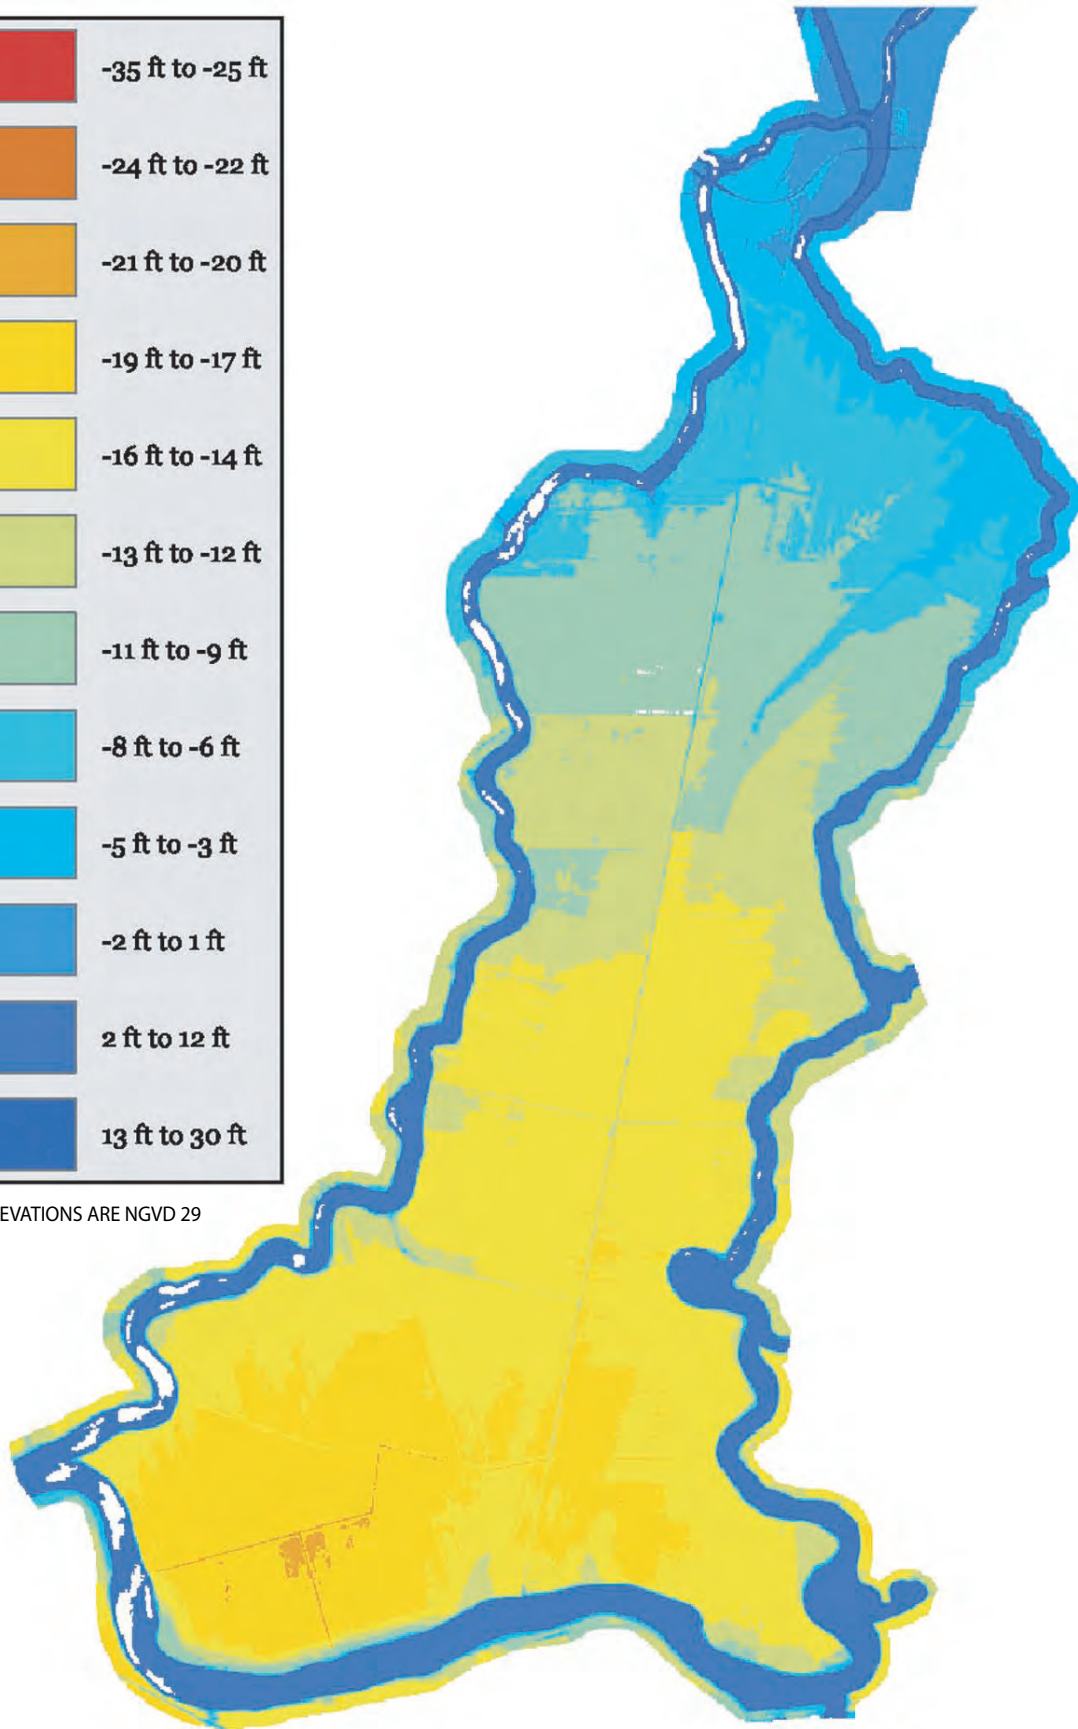 -35 ft to -25 ft
-24 ft to -22 ft
-21 ft to -20 ft
-19 ft to -17 ft
-16 ft to -14 ft
-13 ft to -12 ft
-11 ft to -9 ft
-8 ft to -6 ft
-5 ft to -3 ft
-2 ft to 1 ft
2 ft to 12 ft
13 ft to 30 ft
EVATIONS ARE NGVD 29